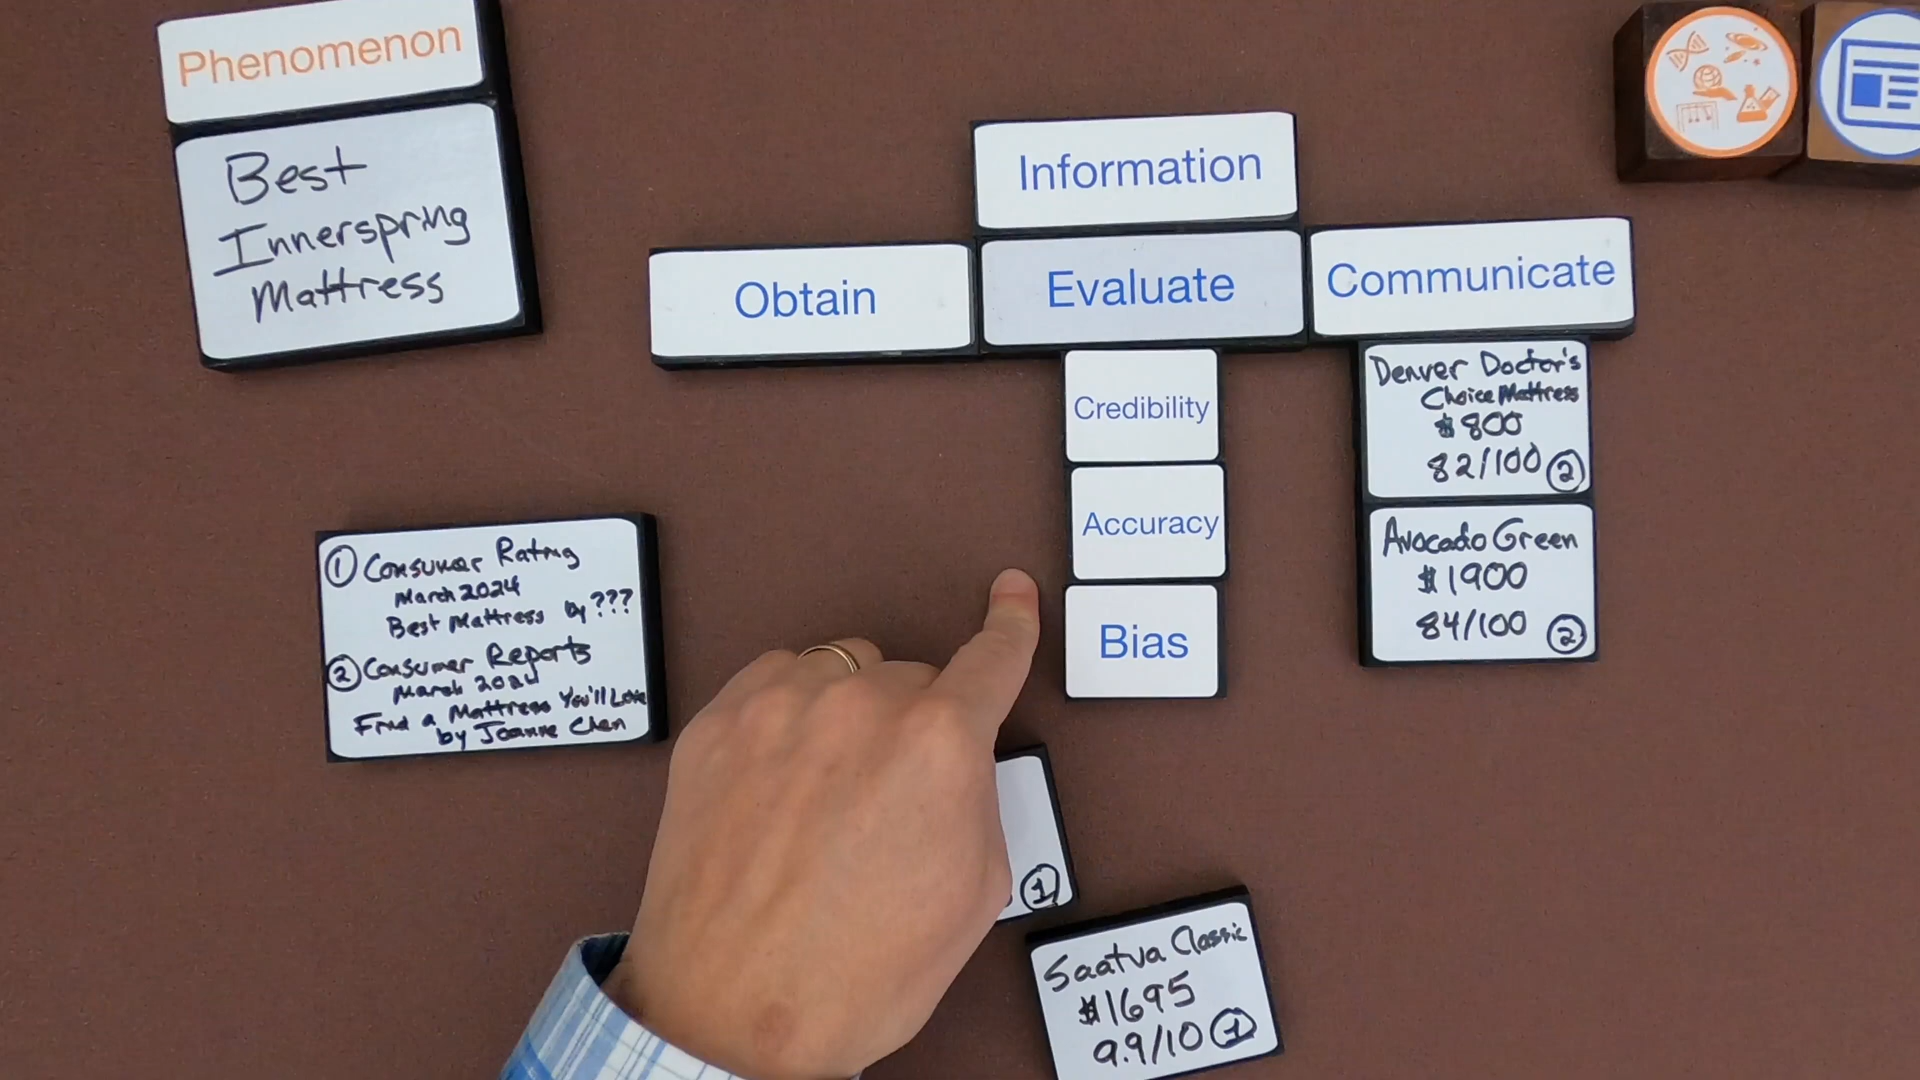 Phenomenon
Best
Innerspring
Mattress
Information
Obtain
Evaluate
Communicate
Credibility
Accuracy
Bias
Denver Doctor's
Choice Mattress
$800
82/100 ②
Avocado Green
$1900
84/100 ②
① Consumer Rating
March 2024
Best Mattress by ???
② Consumer Reports
March 2024
Find a Mattress You'll Love
by Joanne Chen
①
Saatva Classic
$1695
9.9/10 ①